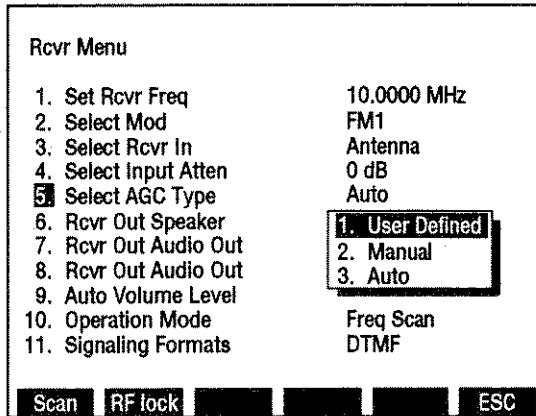 Rcvr Menu
1. Set Rcvr Freq 10.0000 MHz
2. Select Mod FM1
3. Select Rcvr In Antenna
4. Select Input Atten 0 dB
5. Select AGC Type Auto
6. Rcvr Out Speaker
7. Rcvr Out Audio Out
8. Rcvr Out Audio Out
9. Auto Volume Level
1. User Defined
2. Manual
3. Auto
10. Operation Mode Freq Scan
11. Signaling Formats DTMF
Scan RF lock ESC